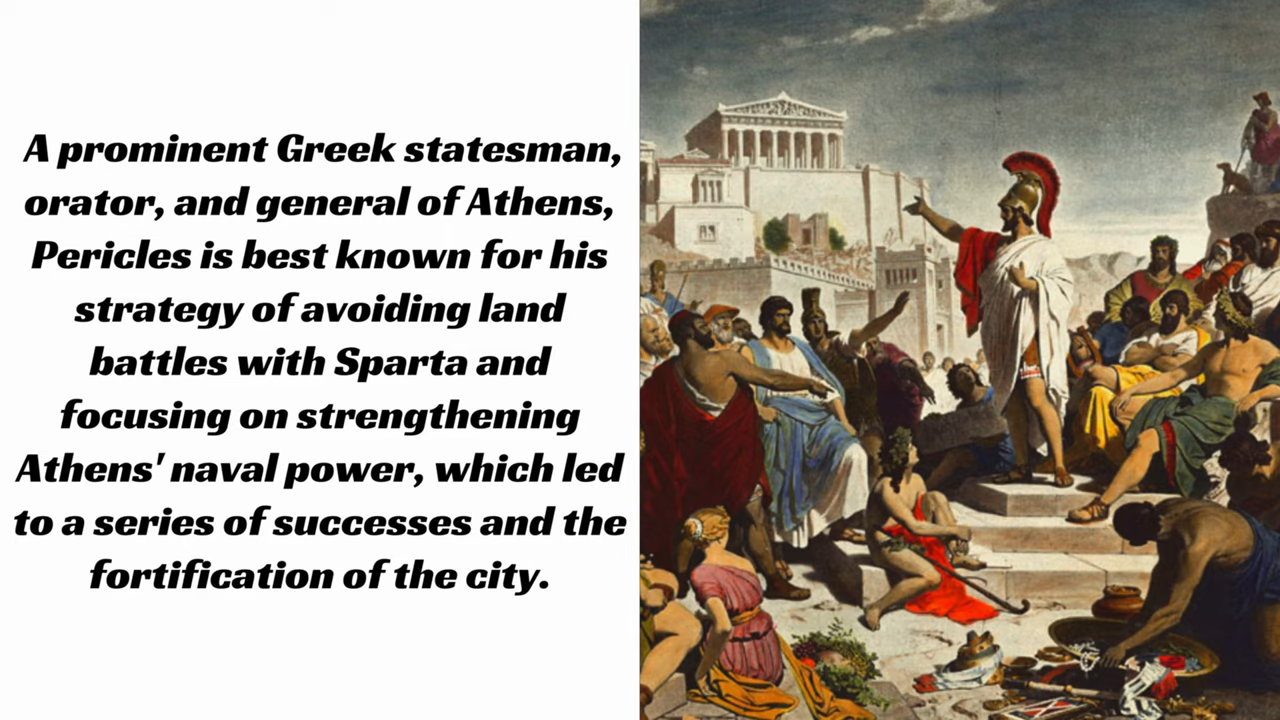 A prominent Greek statesman,
orator, and general of Athens,
Pericles is best known for his
strategy of avoiding land
battles with Sparta and
focusing on strengthening
Athens' naval power, which led
to a series of successes and the
fortification of the city.